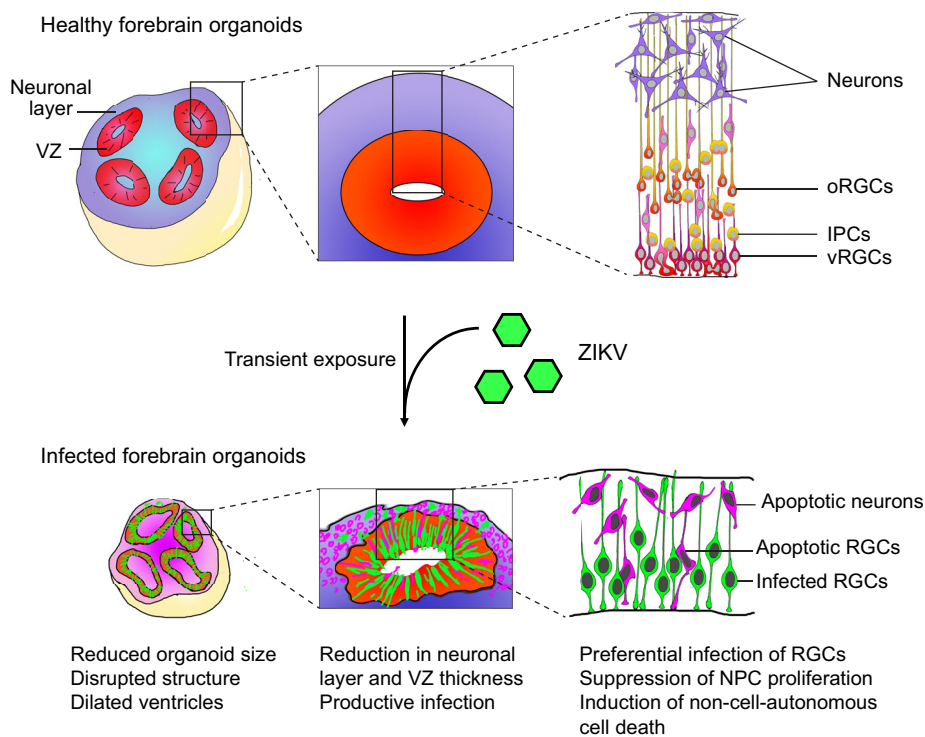 Healthy forebrain organoids
Neuronal
layer
VZ
Neurons
oRGCs
IPCs
vRGCs
Transient exposure
ZIKV
Infected forebrain organoids
Apoptotic neurons
Apoptotic RGCs
Infected RGCs
Reduced organoid size
Disrupted structure
Dilated ventricles
Reduction in neuronal
layer and VZ thickness
Productive infection
Preferential infection of RGCs
Suppression of NPC proliferation
Induction of non-cell-autonomous
cell death